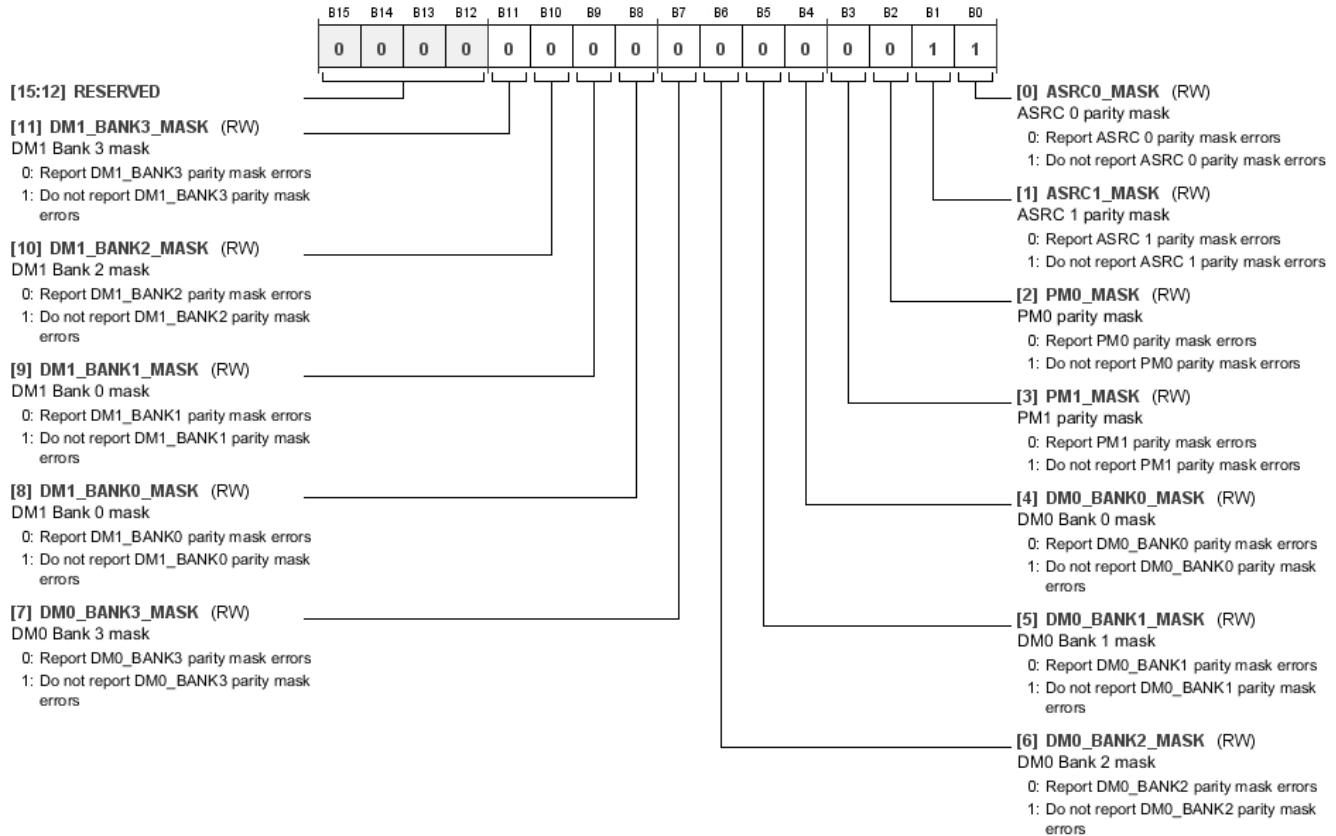 B15 B14 B13 B12 B11 B10 B9 B8 B7 B6 B5 B4 B3 B2 B1 B0
0 0 0 0 0 0 0 0 0 0 0 0 0 0 1 1
[15:12] RESERVED
[11] DM1_BANK3_MASK (RW)
DM1 Bank 3 mask
0: Report DM1_BANK3 parity mask errors
1: Do not report DM1_BANK3 parity mask
errors
[10] DM1_BANK2_MASK (RW)
DM1 Bank 2 mask
0: Report DM1_BANK2 parity mask errors
1: Do not report DM1_BANK2 parity mask
errors
[9] DM1_BANK1_MASK (RW)
DM1 Bank 0 mask
0: Report DM1_BANK1 parity mask errors
1: Do not report DM1_BANK1 parity mask
errors
[8] DM1_BANK0_MASK (RW)
DM1 Bank 0 mask
0: Report DM1_BANK0 parity mask errors
1: Do not report DM1_BANK0 parity mask
errors
[7] DM0_BANK3_MASK (RW)
DM0 Bank 3 mask
0: Report DM0_BANK3 parity mask errors
1: Do not report DM0_BANK3 parity mask
errors
[0] ASRC0_MASK (RW)
ASRC 0 parity mask
0: Report ASRC 0 parity mask errors
1: Do not report ASRC 0 parity mask errors
[1] ASRC1_MASK (RW)
ASRC 1 parity mask
0: Report ASRC 1 parity mask errors
1: Do not report ASRC 1 parity mask errors
[2] PM0_MASK (RW)
PM0 parity mask
0: Report PM0 parity mask errors
1: Do not report PM0 parity mask errors
[3] PM1_MASK (RW)
PM1 parity mask
0: Report PM1 parity mask errors
1: Do not report PM1 parity mask errors
[4] DM0_BANK0_MASK (RW)
DM0 Bank 0 mask
0: Report DM0_BANK0 parity mask errors
1: Do not report DM0_BANK0 parity mask
errors
[5] DM0_BANK1_MASK (RW)
DM0 Bank 1 mask
0: Report DM0_BANK1 parity mask errors
1: Do not report DM0_BANK1 parity mask
errors
[6] DM0_BANK2_MASK (RW)
DM0 Bank 2 mask
0: Report DM0_BANK2 parity mask errors
1: Do not report DM0_BANK2 parity mask
errors